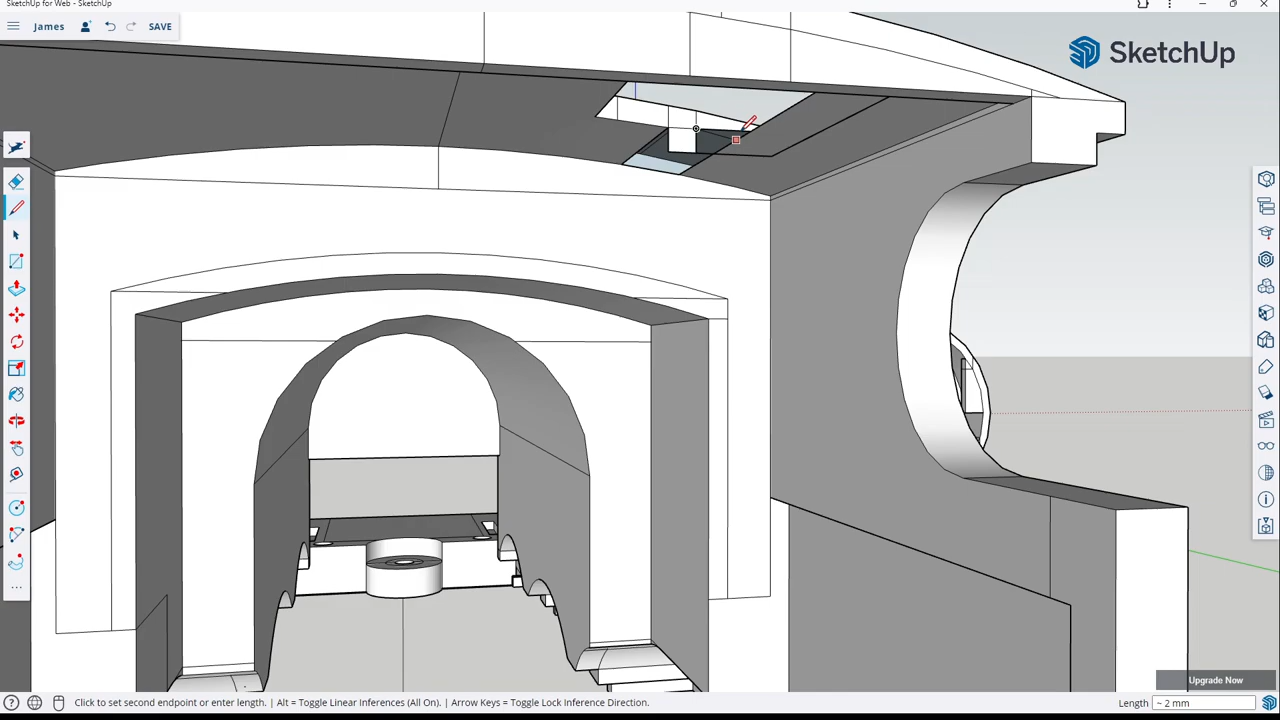 SketchUp for Web - SketchUp
James
SAVE
SketchUp
Upgrade Now
Click to set second endpoint or enter length. | Alt = Toggle Linear Inferences (All On). | Arrow Keys = Toggle Lock Inference Direction.
Length
~ 2 mm